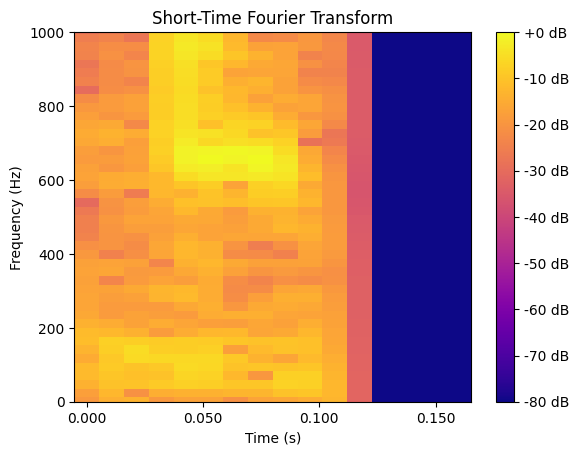 Short-Time Fourier Transform
1000
800
600
400
200
0
Frequency (Hz)
0.000
0.050
0.100
0.150
Time (s)
+0 dB
-10 dB
-20 dB
-30 dB
-40 dB
-50 dB
-60 dB
-70 dB
-80 dB